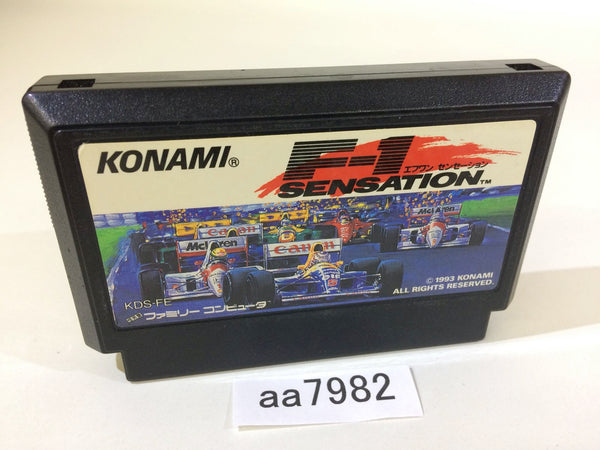 KONAMI®
F-1
エフワン センセーション
SENSATION™
McLaren
McLaren
Canon
Canon
© 1993 KONAMI
ALL RIGHTS RESERVED.
KDS-FE
ファミリーコンピュータ
aa7982